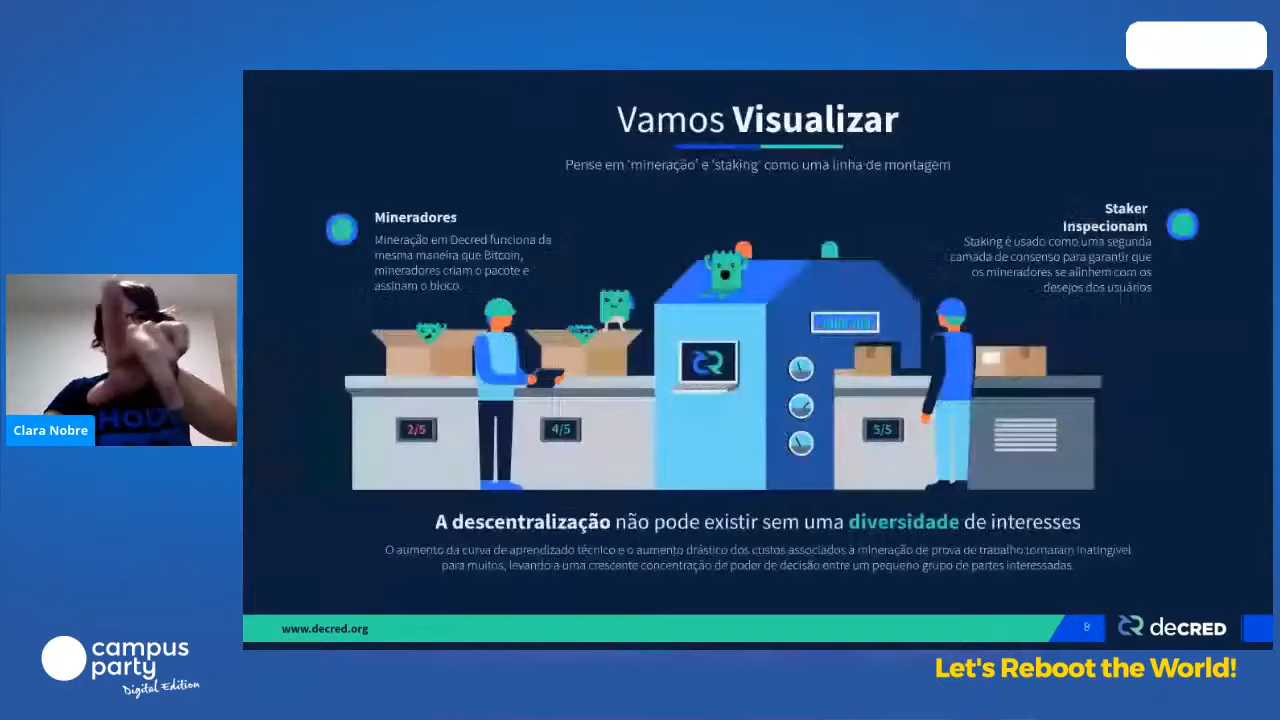 Vamos Visualizar
Pense em 'mineração' e 'staking' como uma linha de montagem
Mineradores
Mineração em Decred funciona da
mesma maneira que Bitcoin,
mineradores criam o pacote e
assinam o bloco.
Staker
Inspecionam
Staking é usado como uma segunda
camada de consenso para garantir que
os mineradores se alinhem com os
desejos dos usuários
2/5
4/5
5/5
A descentralização não pode existir sem uma diversidade de interesses
O aumento da curva de aprendizado técnico e o aumento drástico dos custos associados à mineração de prova de trabalho tornaram inatingível
para muitos, levando a uma crescente concentração de poder de decisão entre um pequeno grupo de partes interessadas.
www.decred.org
8
decRED
Clara Nobre
campus
party
Digital Edition
Let's Reboot the World!